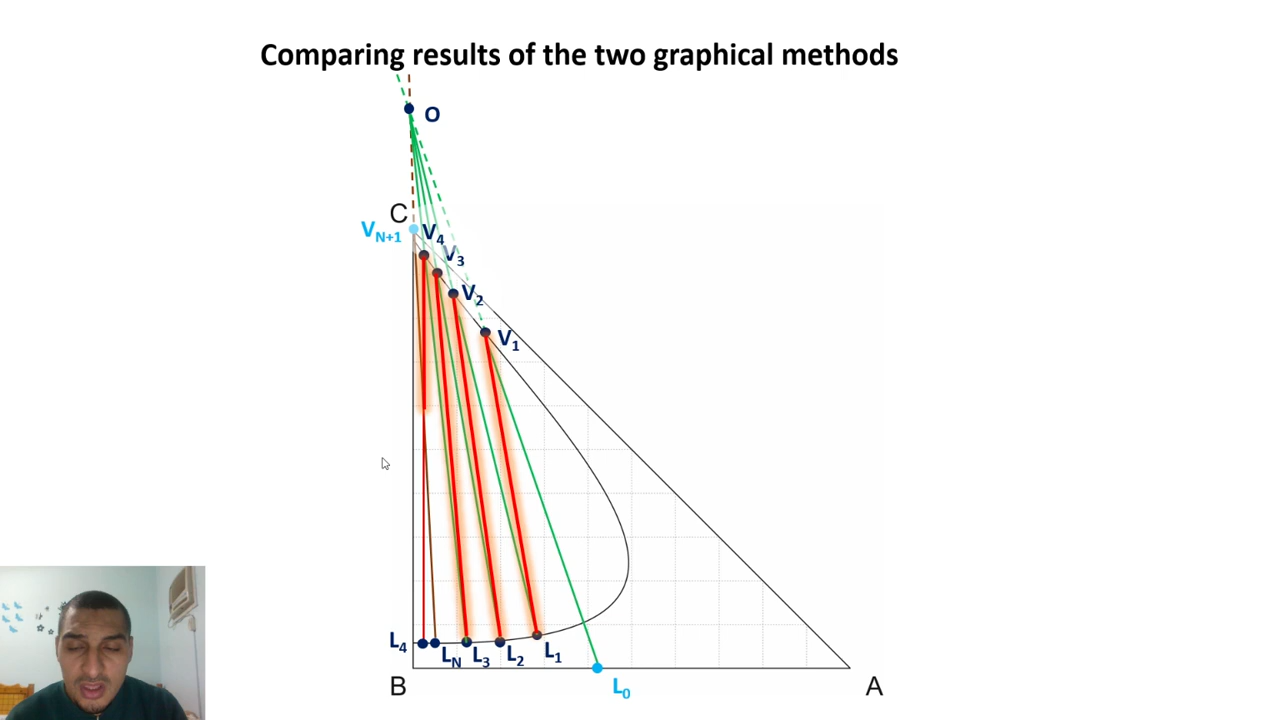 Comparing results of the two graphical methods
O
C
VN+1
V4
V3
V2
V1
L4
LN
L3
L2
L1
B
L0
A